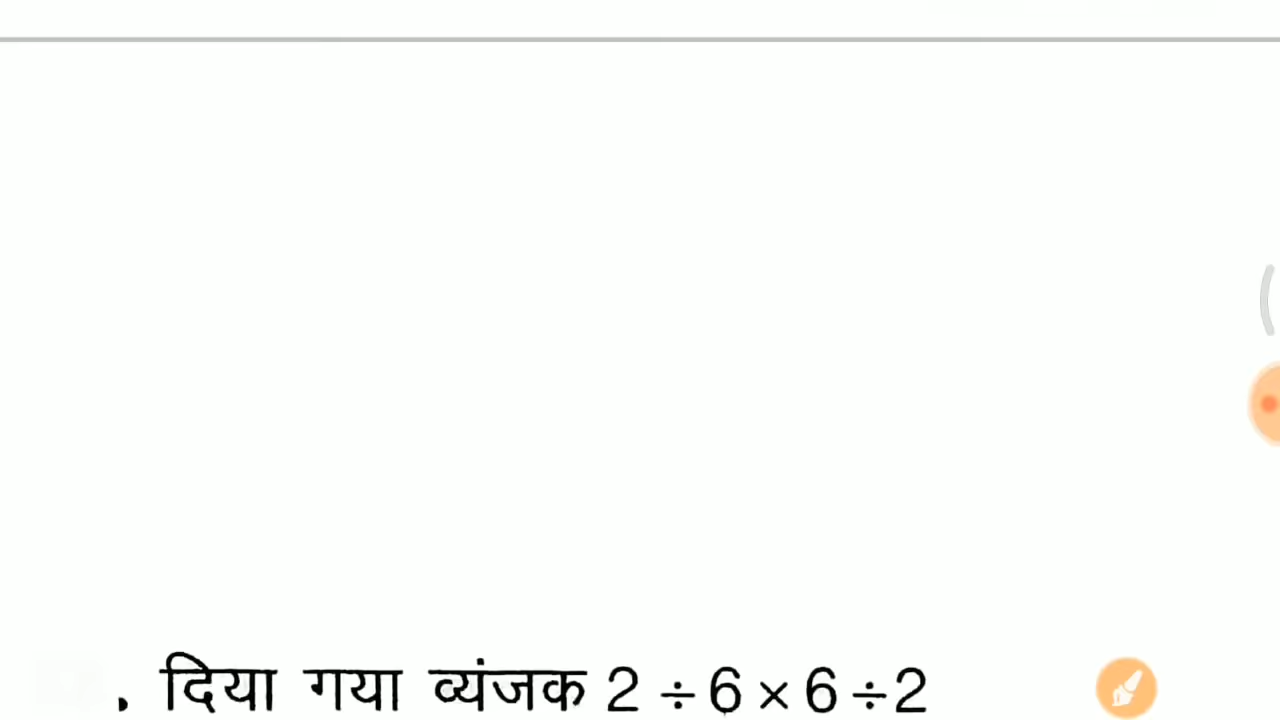 . दिया गया व्यंजक 2 ÷ 6 × 6 ÷ 2